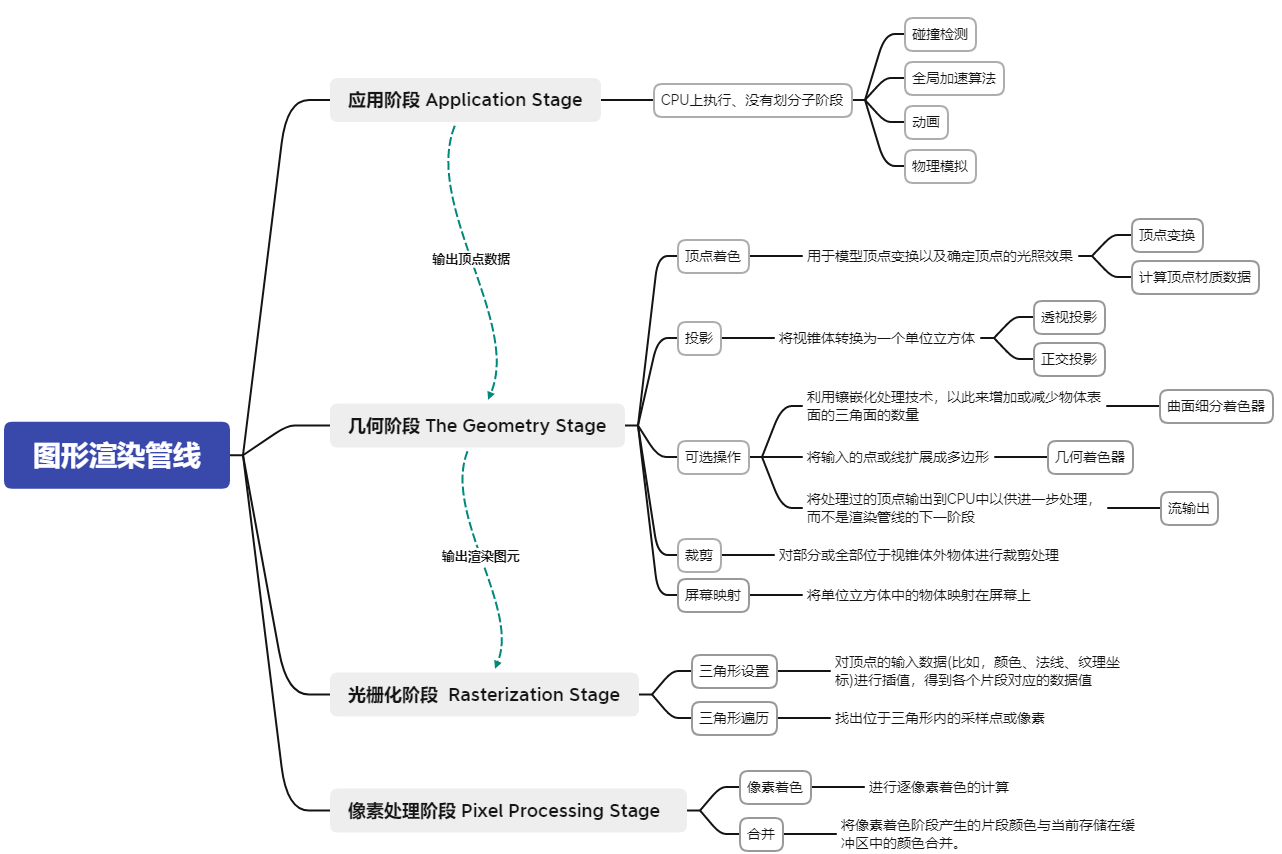 图形渲染管线
应用阶段 Application Stage
CPU上执行、没有划分子阶段
碰撞检测
全局加速算法
动画
物理模拟
输出顶点数据
几何阶段 The Geometry Stage
顶点着色
用于模型顶点变换以及确定顶点的光照效果
顶点变换
计算顶点材质数据
投影
将视锥体转换为一个单位立方体
透视投影
正交投影
可选操作
利用镶嵌化处理技术，以此来增加或减少物体表
面的三角面的数量
曲面细分着色器
将输入的点或线扩展成多边形
几何着色器
将处理过的顶点输出到CPU中以供进一步处理，
而不是渲染管线的下一阶段
流输出
裁剪
对部分或全部位于视锥体外物体进行裁剪处理
屏幕映射
将单位立方体中的物体映射在屏幕上
输出渲染图元
光栅化阶段 Rasterization Stage
三角形设置
对顶点的输入数据(比如，颜色、法线、纹理坐
标)进行插值，得到各个片段对应的数据值
三角形遍历
找出位于三角形内的采样点或像素
像素处理阶段 Pixel Processing Stage
像素着色
进行逐像素着色的计算
合并
将像素着色阶段产生的片段颜色与当前存储在缓
冲区中的颜色合并。